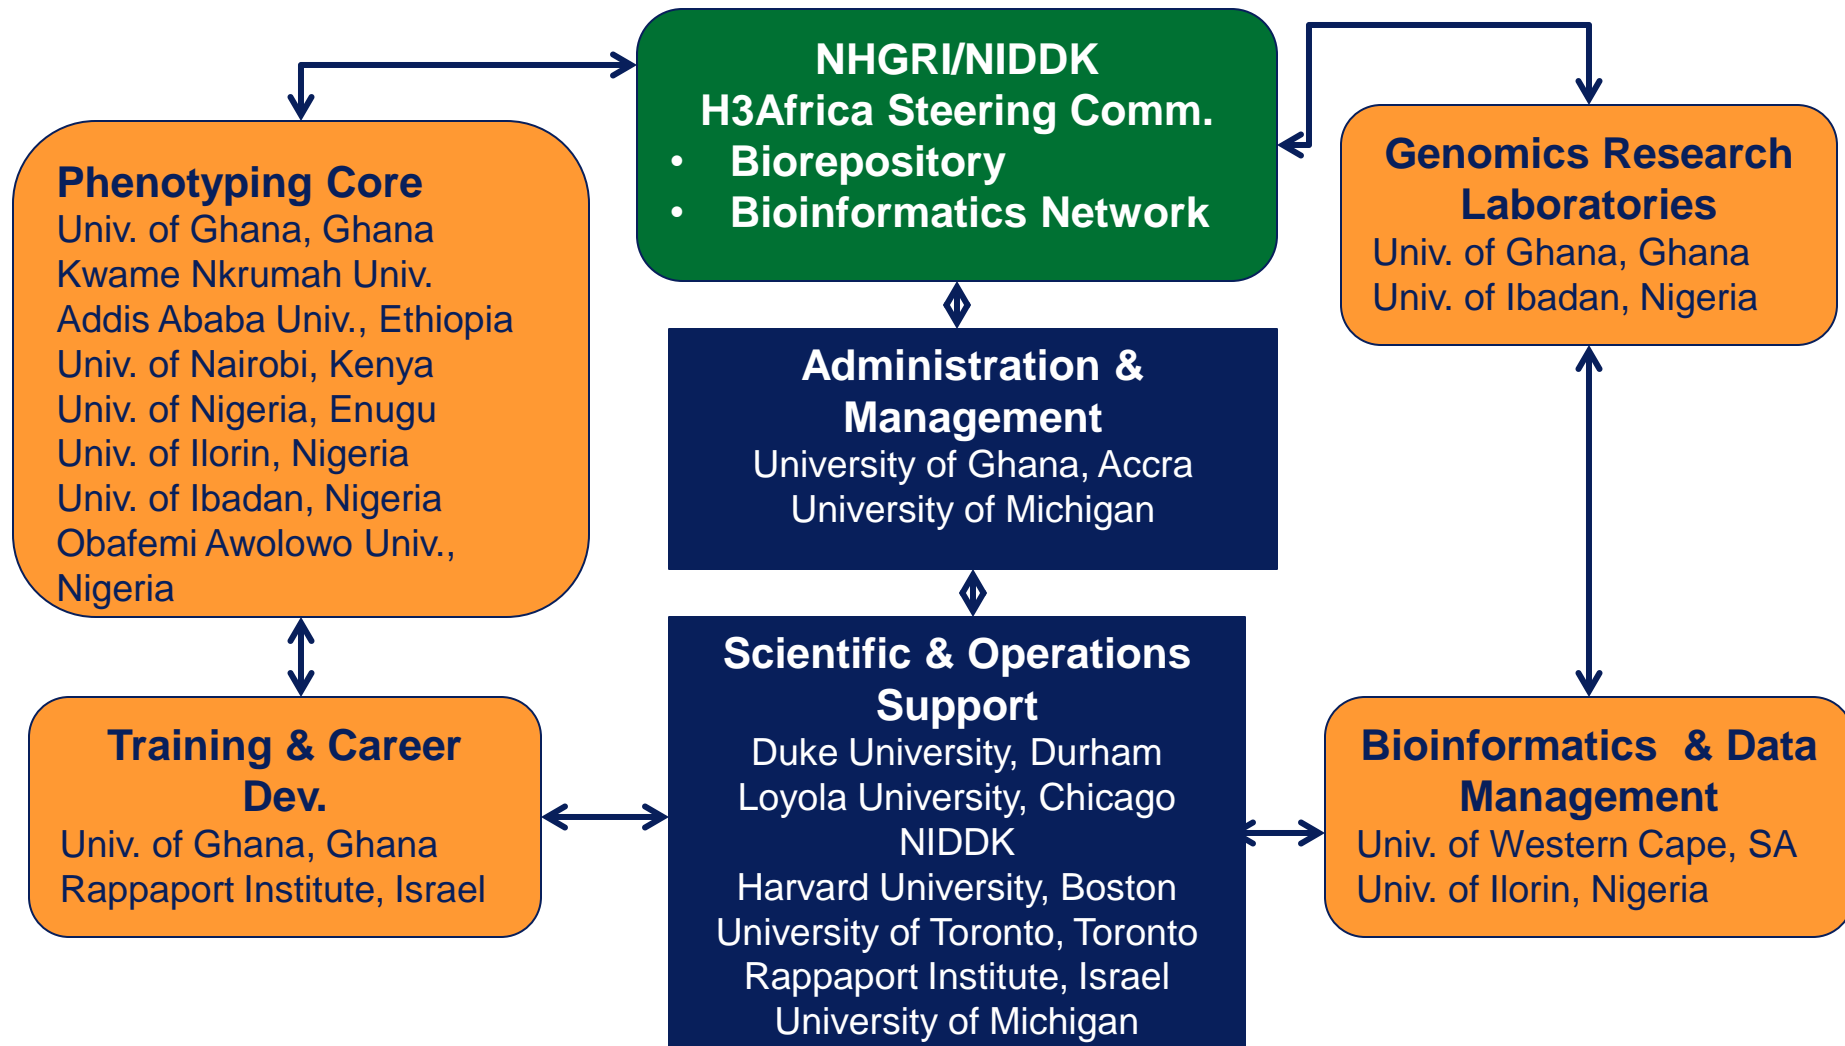 NHGRI/NIDDK
H3Africa Steering Comm.
• Biorepository
• Bioinformatics Network
Phenotyping Core
Univ. of Ghana, Ghana
Kwame Nkrumah Univ.
Addis Ababa Univ., Ethiopia
Univ. of Nairobi, Kenya
Univ. of Nigeria, Enugu
Univ. of Ilorin, Nigeria
Univ. of Ibadan, Nigeria
Obafemi Awolowo Univ.,
Nigeria
Genomics Research
Laboratories
Univ. of Ghana, Ghana
Univ. of Ibadan, Nigeria
Administration &
Management
University of Ghana, Accra
University of Michigan
Training & Career
Dev.
Univ. of Ghana, Ghana
Rappaport Institute, Israel
Scientific & Operations
Support
Duke University, Durham
Loyola University, Chicago
NIDDK
Harvard University, Boston
University of Toronto, Toronto
Rappaport Institute, Israel
University of Michigan
Bioinformatics & Data
Management
Univ. of Western Cape, SA
Univ. of Ilorin, Nigeria